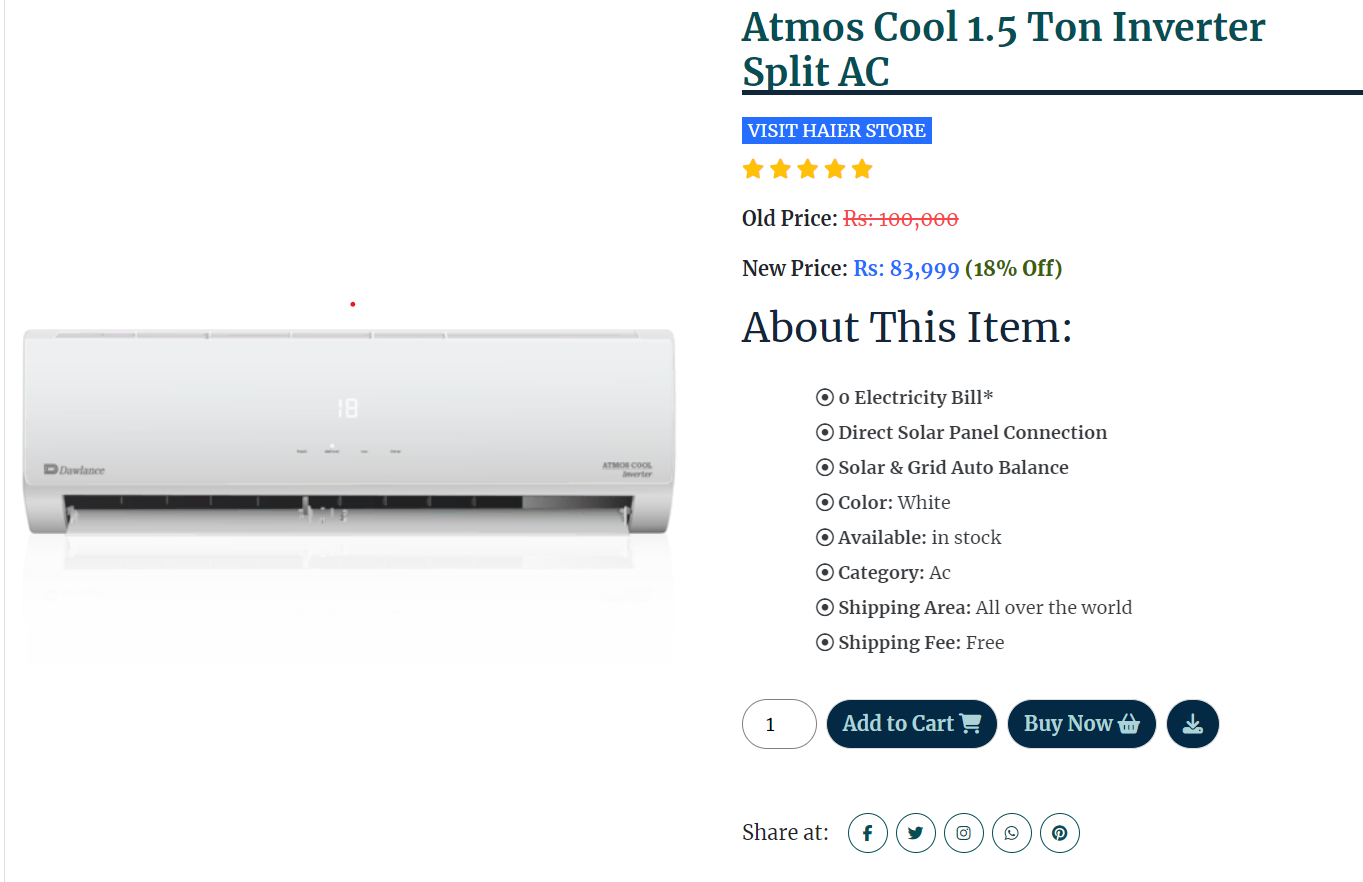 Atmos Cool 1.5 Ton Inverter
Split AC
VISIT HAIER STORE
Old Price: Rs: 100,000
New Price: Rs: 83,999 (18% Off)
About This Item:
0 Electricity Bill*
Direct Solar Panel Connection
Solar & Grid Auto Balance
Color: White
Available: in stock
Category: Ac
Shipping Area: All over the world
Shipping Fee: Free
1 Add to Cart Buy Now
Share at:
18
Dawlance
ATMOS COOL
Inverter